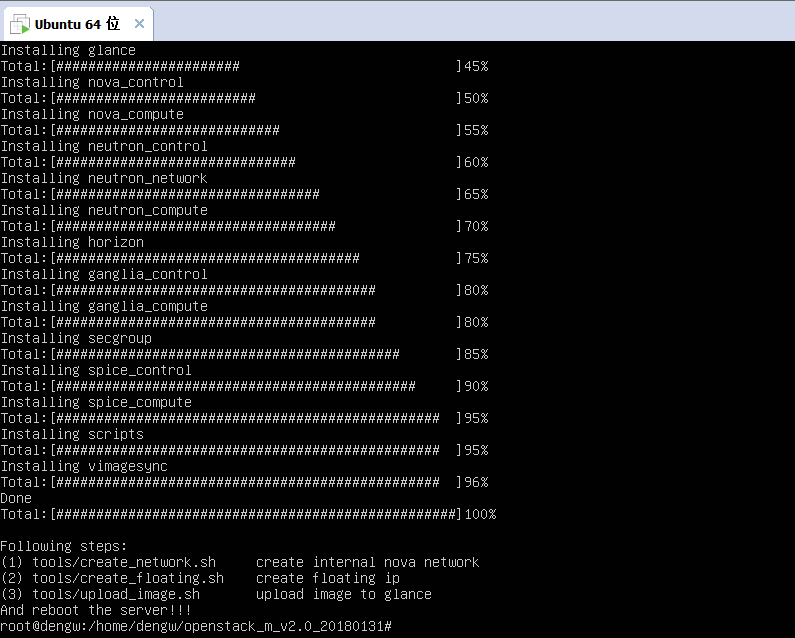 Ubuntu 64 位
Installing glance
Total:[####################### ]45%
Installing nova_control
Total:[######################### ]50%
Installing nova_compute
Total:[############################ ]55%
Installing neutron_control
Total:[############################## ]60%
Installing neutron_network
Total:[################################# ]65%
Installing neutron_compute
Total:[################################### ]70%
Installing horizon
Total:[###################################### ]75%
Installing ganglia_control
Total:[######################################## ]80%
Installing ganglia_compute
Total:[######################################## ]80%
Installing secgroup
Total:[########################################### ]85%
Installing spice_control
Total:[############################################# ]90%
Installing spice_compute
Total:[################################################ ]95%
Installing scripts
Total:[################################################ ]95%
Installing vimagesync
Total:[################################################ ]96%
Done
Total:[##################################################]100%
Following steps:
(1) tools/create_network.sh create internal nova network
(2) tools/create_floating.sh create floating ip
(3) tools/upload_image.sh upload image to glance
And reboot the server!!!
root@dengw:/home/dengw/openstack_m_v2.0_20180131#